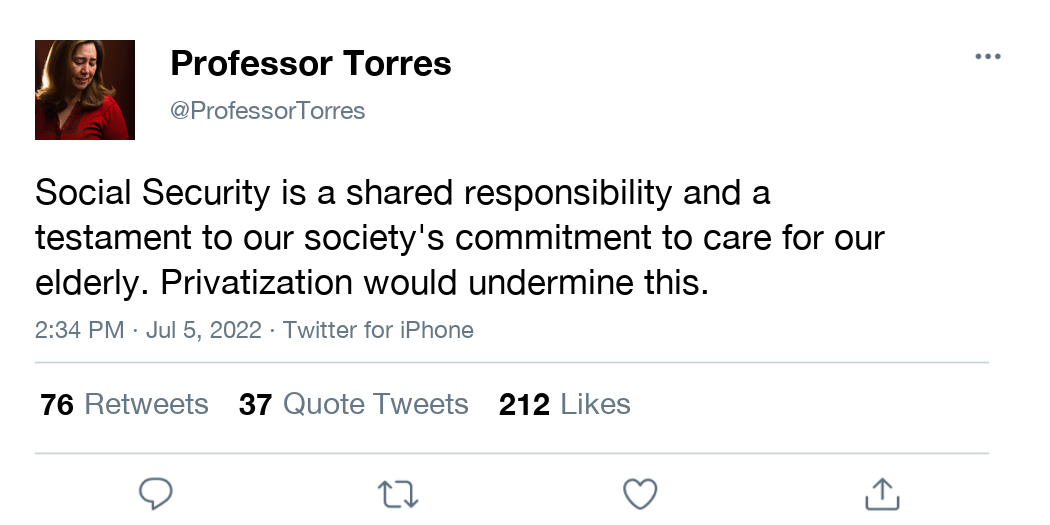 Professor Torres
@ProfessorTorres
Social Security is a shared responsibility and a
testament to our society's commitment to care for our
elderly. Privatization would undermine this.
2:34 PM · Jul 5, 2022 · Twitter for iPhone
76 Retweets 37 Quote Tweets 212 Likes